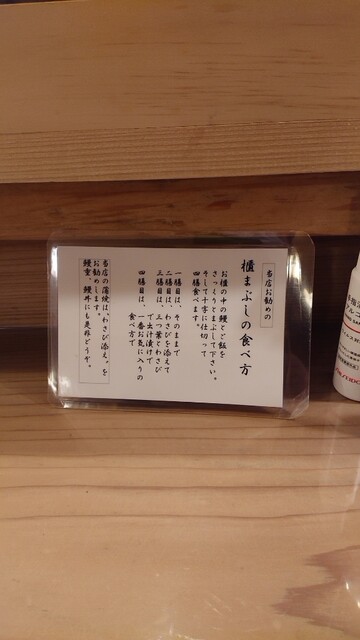 当店お勧めの
櫃まぶしの食べ方
お櫃の中の鰻とご飯を
さっくりとまぶして下さい。
そして十字に仕切って
四膳食べます。
一膳目は、そのままで
二膳目は、わさびを添えて
三膳目は、三つ葉とわさび
で出汁漬けで
四膳目は、一番お気に入りの
食べ方で
当店の蒲焼は、わさび添え。を
お勧めします。
鰻重、鰻丼にも是非どうぞ。